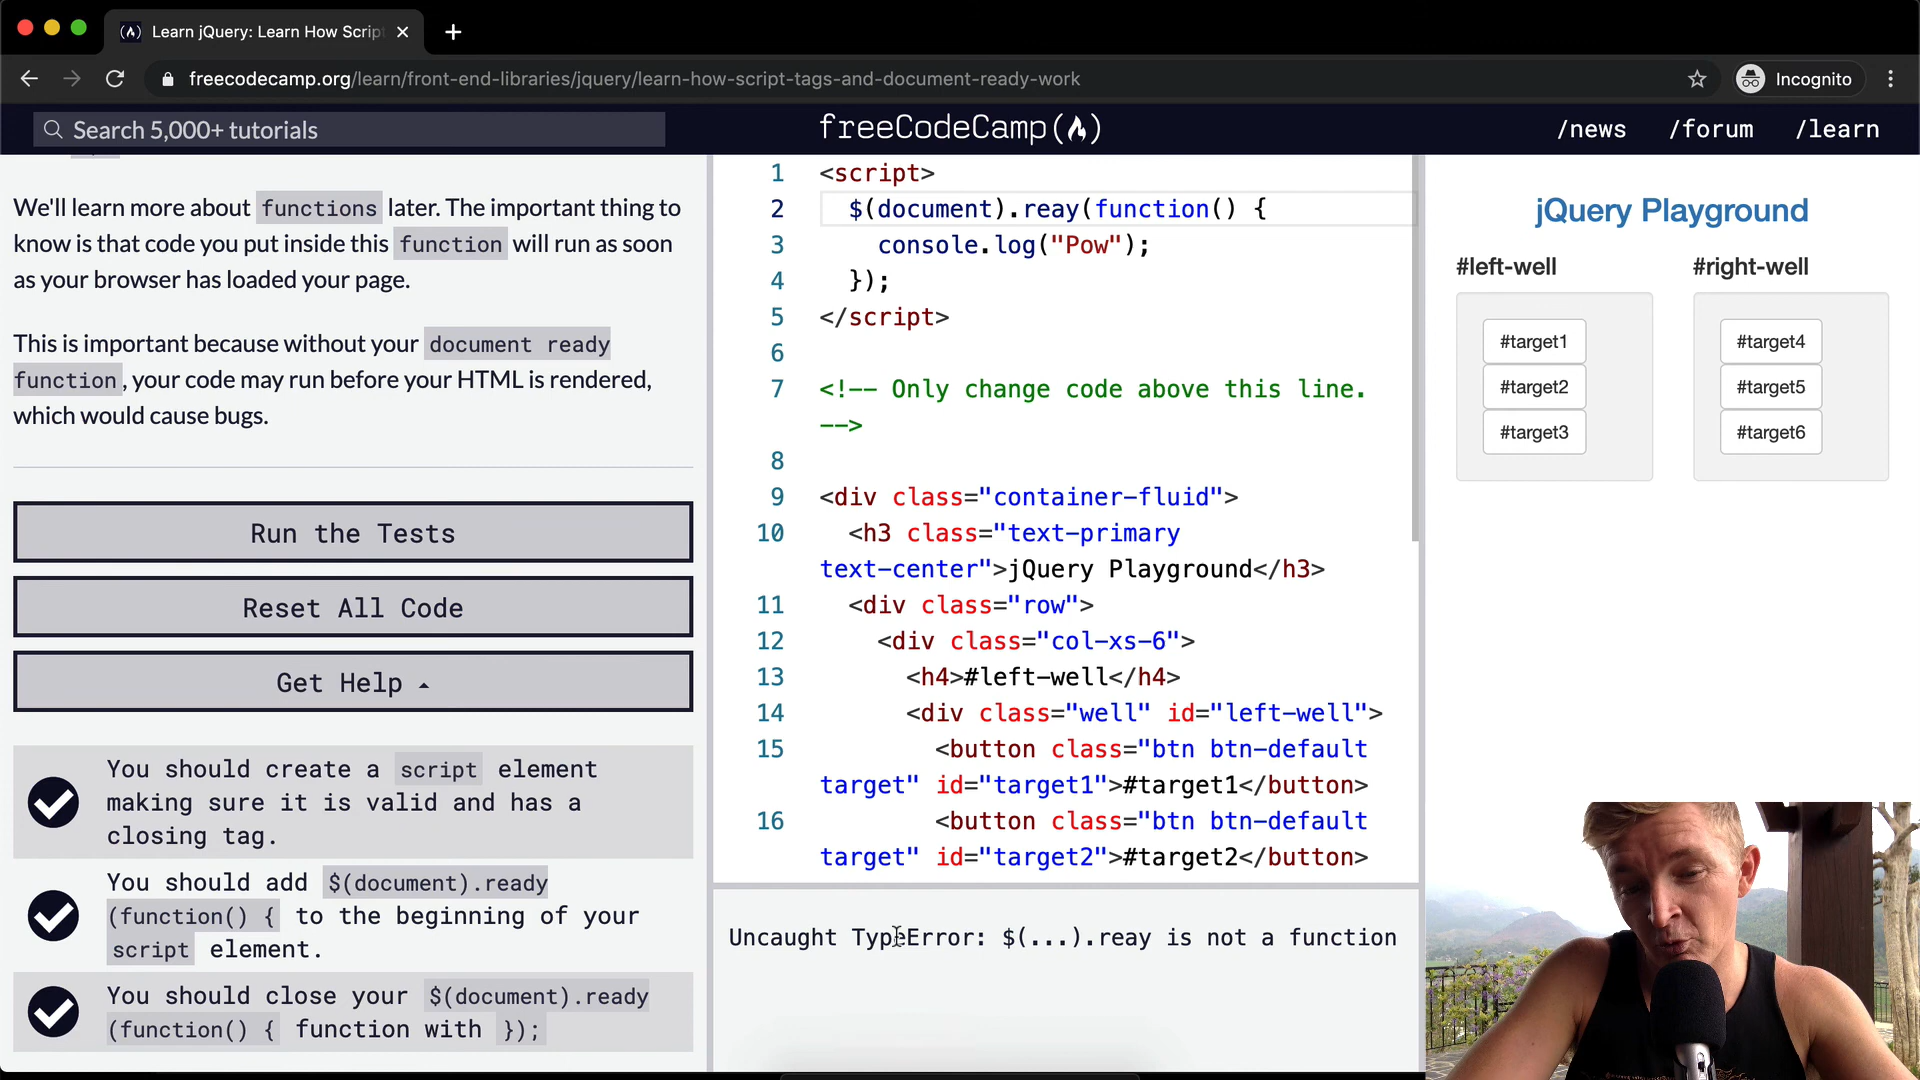 Learn jQuery: Learn How Scrip
freecodecamp.org/learn/front-end-libraries/jquery/learn-how-script-tags-and-document-ready-work
Incognito
Search 5,000+ tutorials
freeCodeCamp
/news /forum /learn
We'll learn more about functions later. The important thing to
know is that code you put inside this function will run as soon
as your browser has loaded your page.
This is important because without your document ready
function, your code may run before your HTML is rendered,
which would cause bugs.
Run the Tests
Reset All Code
Get Help
You should create a script element
making sure it is valid and has a
closing tag.
You should add $(document).ready
(function() { to the beginning of your
script element.
You should close your $(document).ready
(function() { function with });
1 <script>
2 $(document).reay(function() {
3 console.log("Pow");
4 });
5 </script>
6
7 <!-- Only change code above this line.
-->
8
9 <div class="container-fluid">
10 <h3 class="text-primary
text-center">jQuery Playground</h3>
11 <div class="row">
12 <div class="col-xs-6">
13 <h4>#left-well</h4>
14 <div class="well" id="left-well">
15 <button class="btn btn-default
target" id="target1">#target1</button>
16 <button class="btn btn-default
target" id="target2">#target2</button>
Uncaught TypeError: $(...).reay is not a function
jQuery Playground
#left-well #right-well
#target1 #target4
#target2 #target5
#target3 #target6